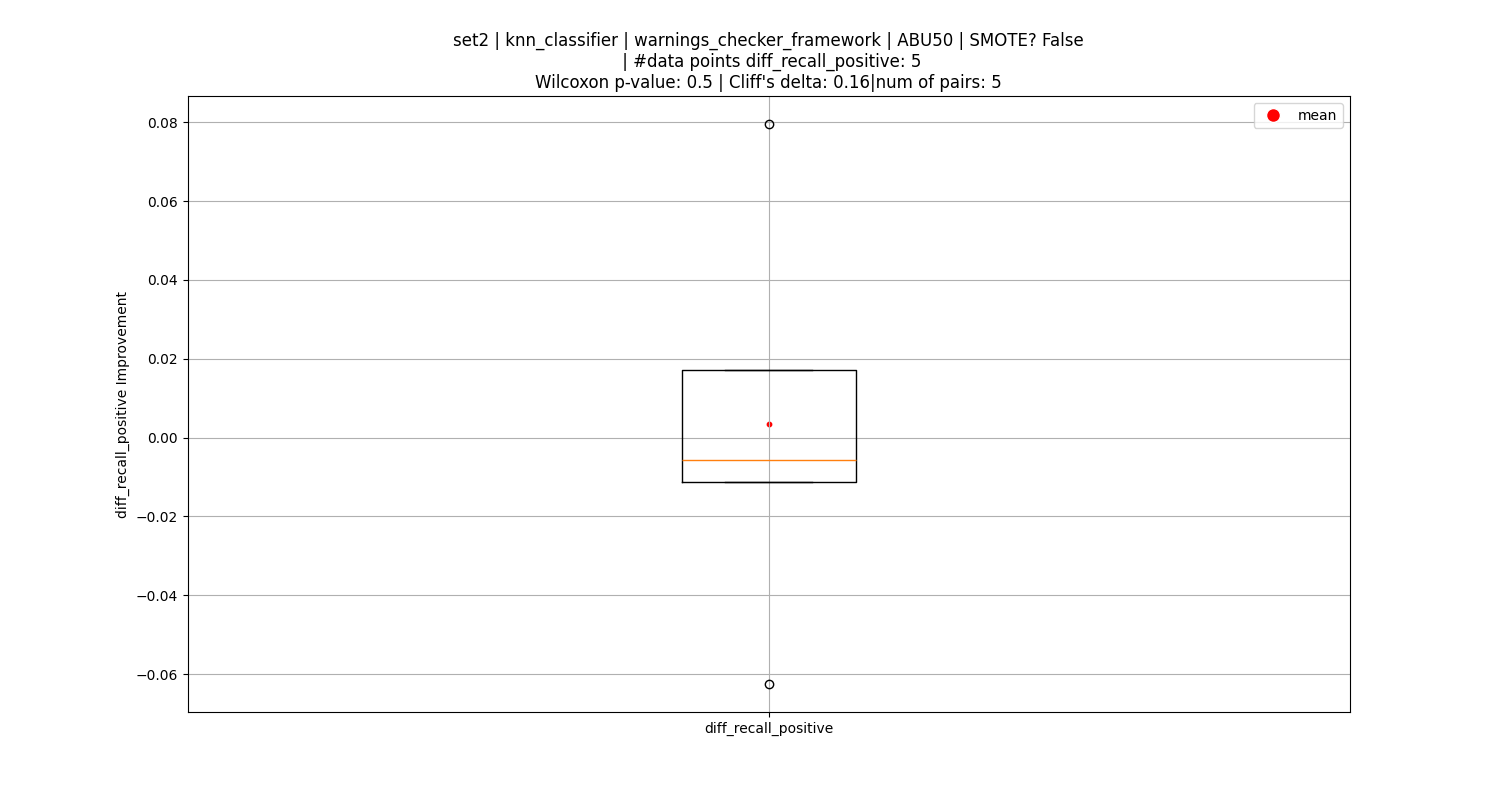 set2 | knn_classifier | warnings_checker_framework | ABU50 | SMOTE? False
| #data points diff_recall_positive: 5
Wilcoxon p-value: 0.5 | Cliff's delta: 0.16|num of pairs: 5
mean
0.08
0.06
0.04
0.02
0.00
−0.02
−0.04
−0.06
diff_recall_positive Improvement
diff_recall_positive